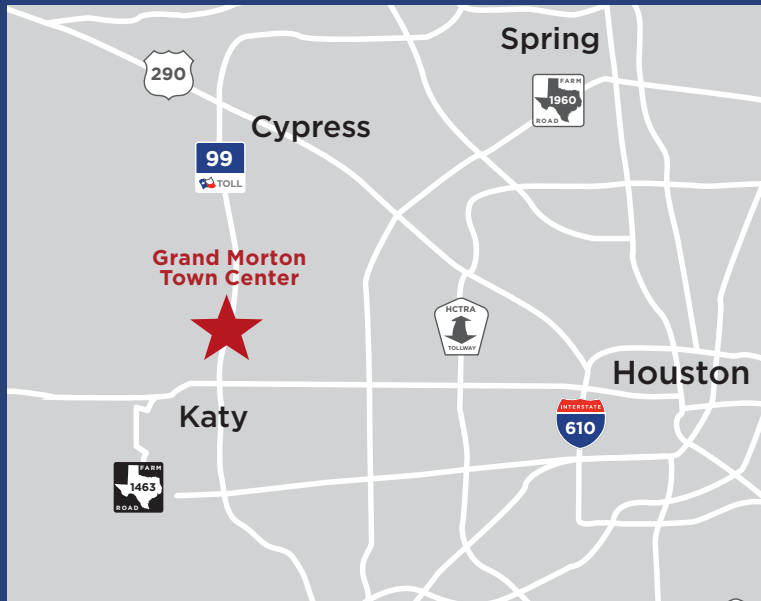 Spring
290
FARM
1960
ROAD
Cypress
99
TOLL
Grand Morton
Town Center
HCTRA
TOLLWAY
Houston
Katy
INTERSTATE
610
FARM
1463
ROAD